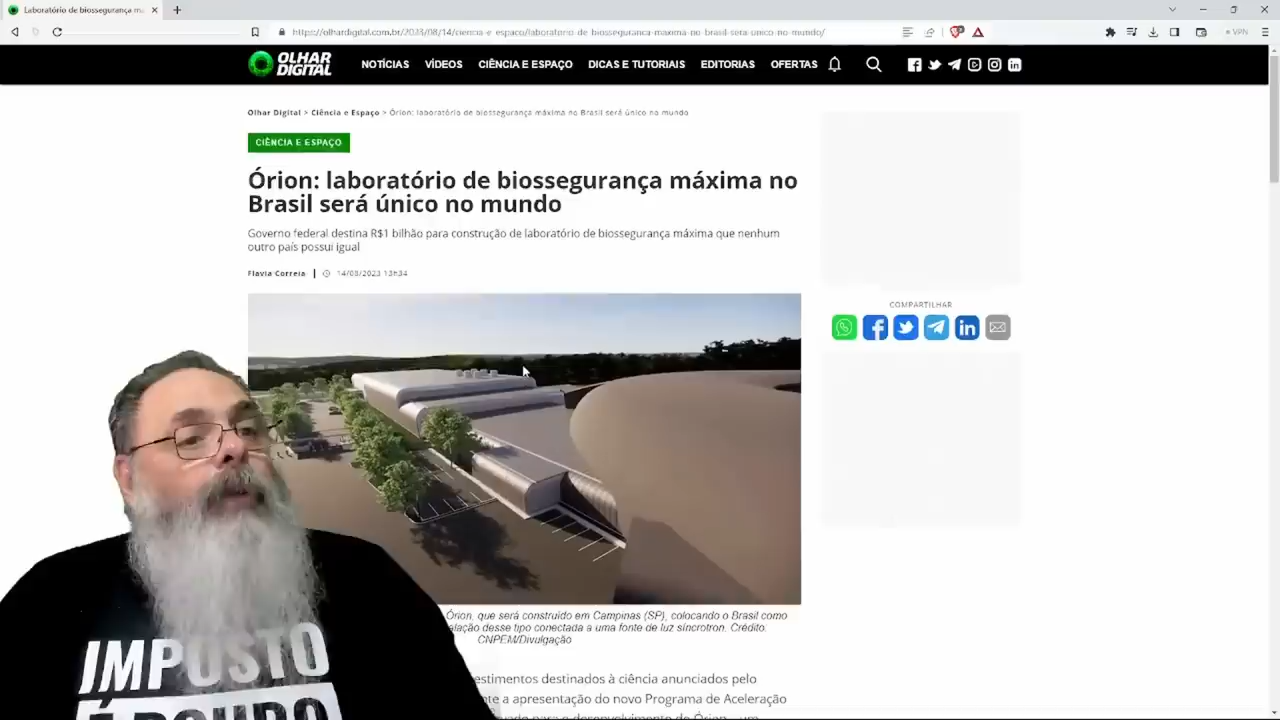 Laboratório de biossegurança má
https://olhardigital.com.br/2023/08/14/ciencia-e-espaco/laboratorio-de-biosseguranca-maxima-no-brasil-sera-unico-no-mundo/
VPN
OLHAR
DIGITAL
NOTÍCIAS VÍDEOS CIÊNCIA E ESPAÇO DICAS E TUTORIAIS EDITORIAS OFERTAS
Olhar Digital > Ciência e Espaço > Órion: laboratório de biossegurança máxima no Brasil será único no mundo
CIÊNCIA E ESPAÇO
Órion: laboratório de biossegurança máxima no
Brasil será único no mundo
Governo federal destina R$1 bilhão para construção de laboratório de biossegurança máxima que nenhum
outro país possui igual
Flavia Correia | 14/08/2023 13h34
COMPARTILHAR
Órion, que será construído em Campinas (SP), colocando o Brasil como
alação desse tipo conectada a uma fonte de luz síncrotron. Crédito:
CNPEM/Divulgação
estimentos destinados à ciência anunciados pelo
te a apresentação do novo Programa de Aceleração
IMPOSTO
É ROUBO